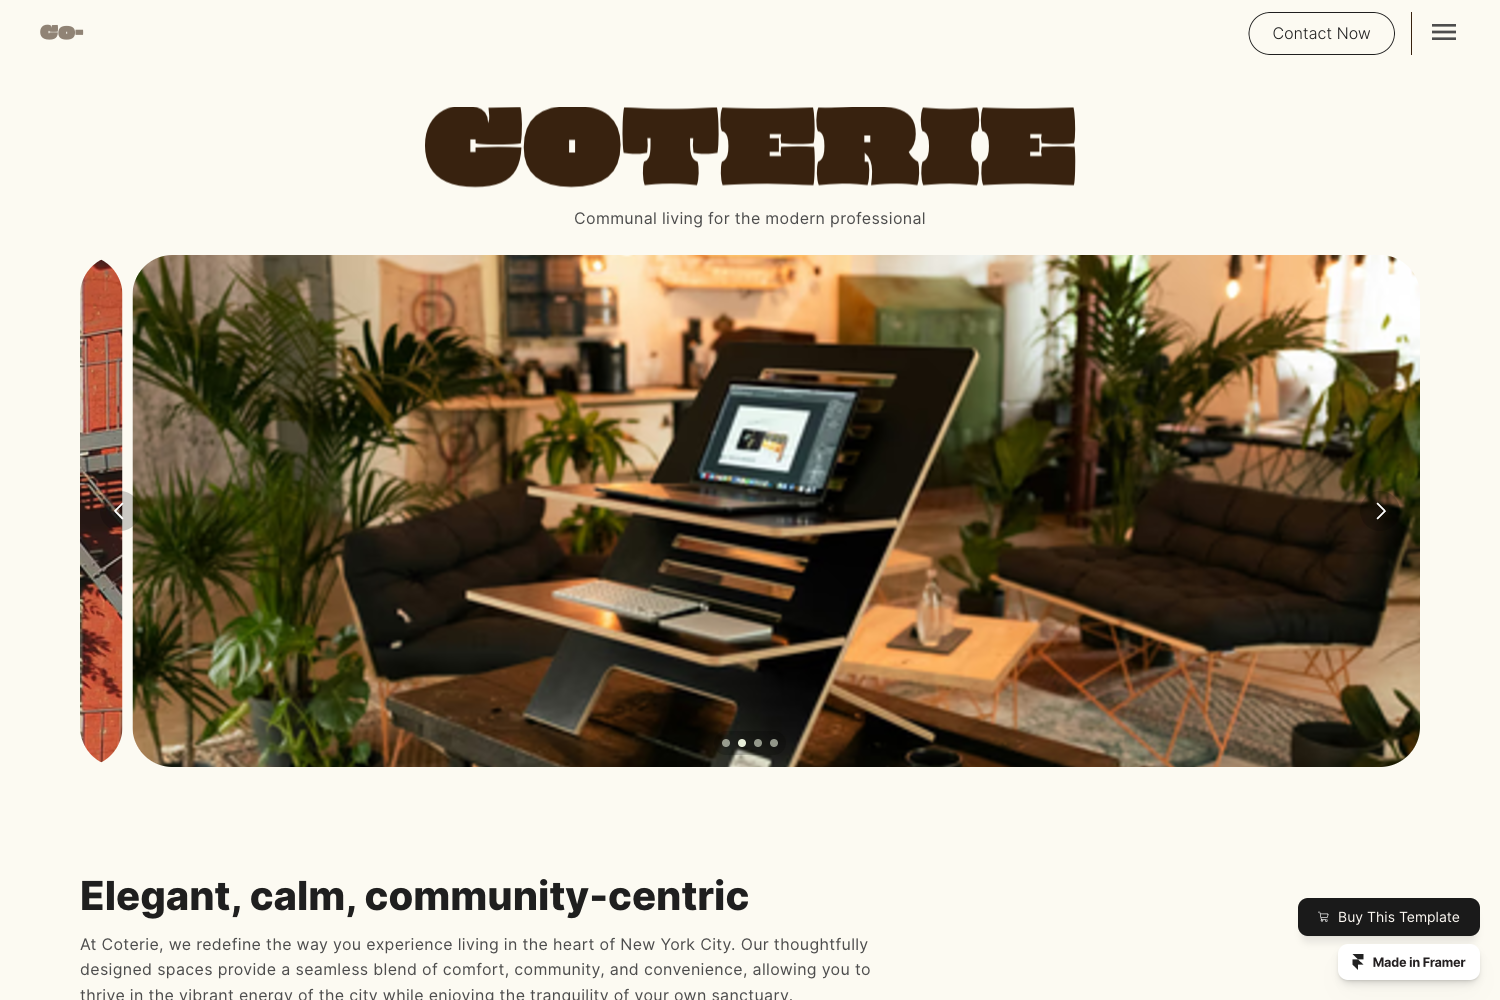 CO-
Contact Now
COTERIE
Communal living for the modern professional
Elegant, calm, community-centric
At Coterie, we redefine the way you experience living in the heart of New York City. Our thoughtfully
designed spaces provide a seamless blend of comfort, community, and convenience, allowing you to
thrive in the vibrant energy of the city while enjoying the tranquility of your own sanctuary.
Buy This Template
Made in Framer